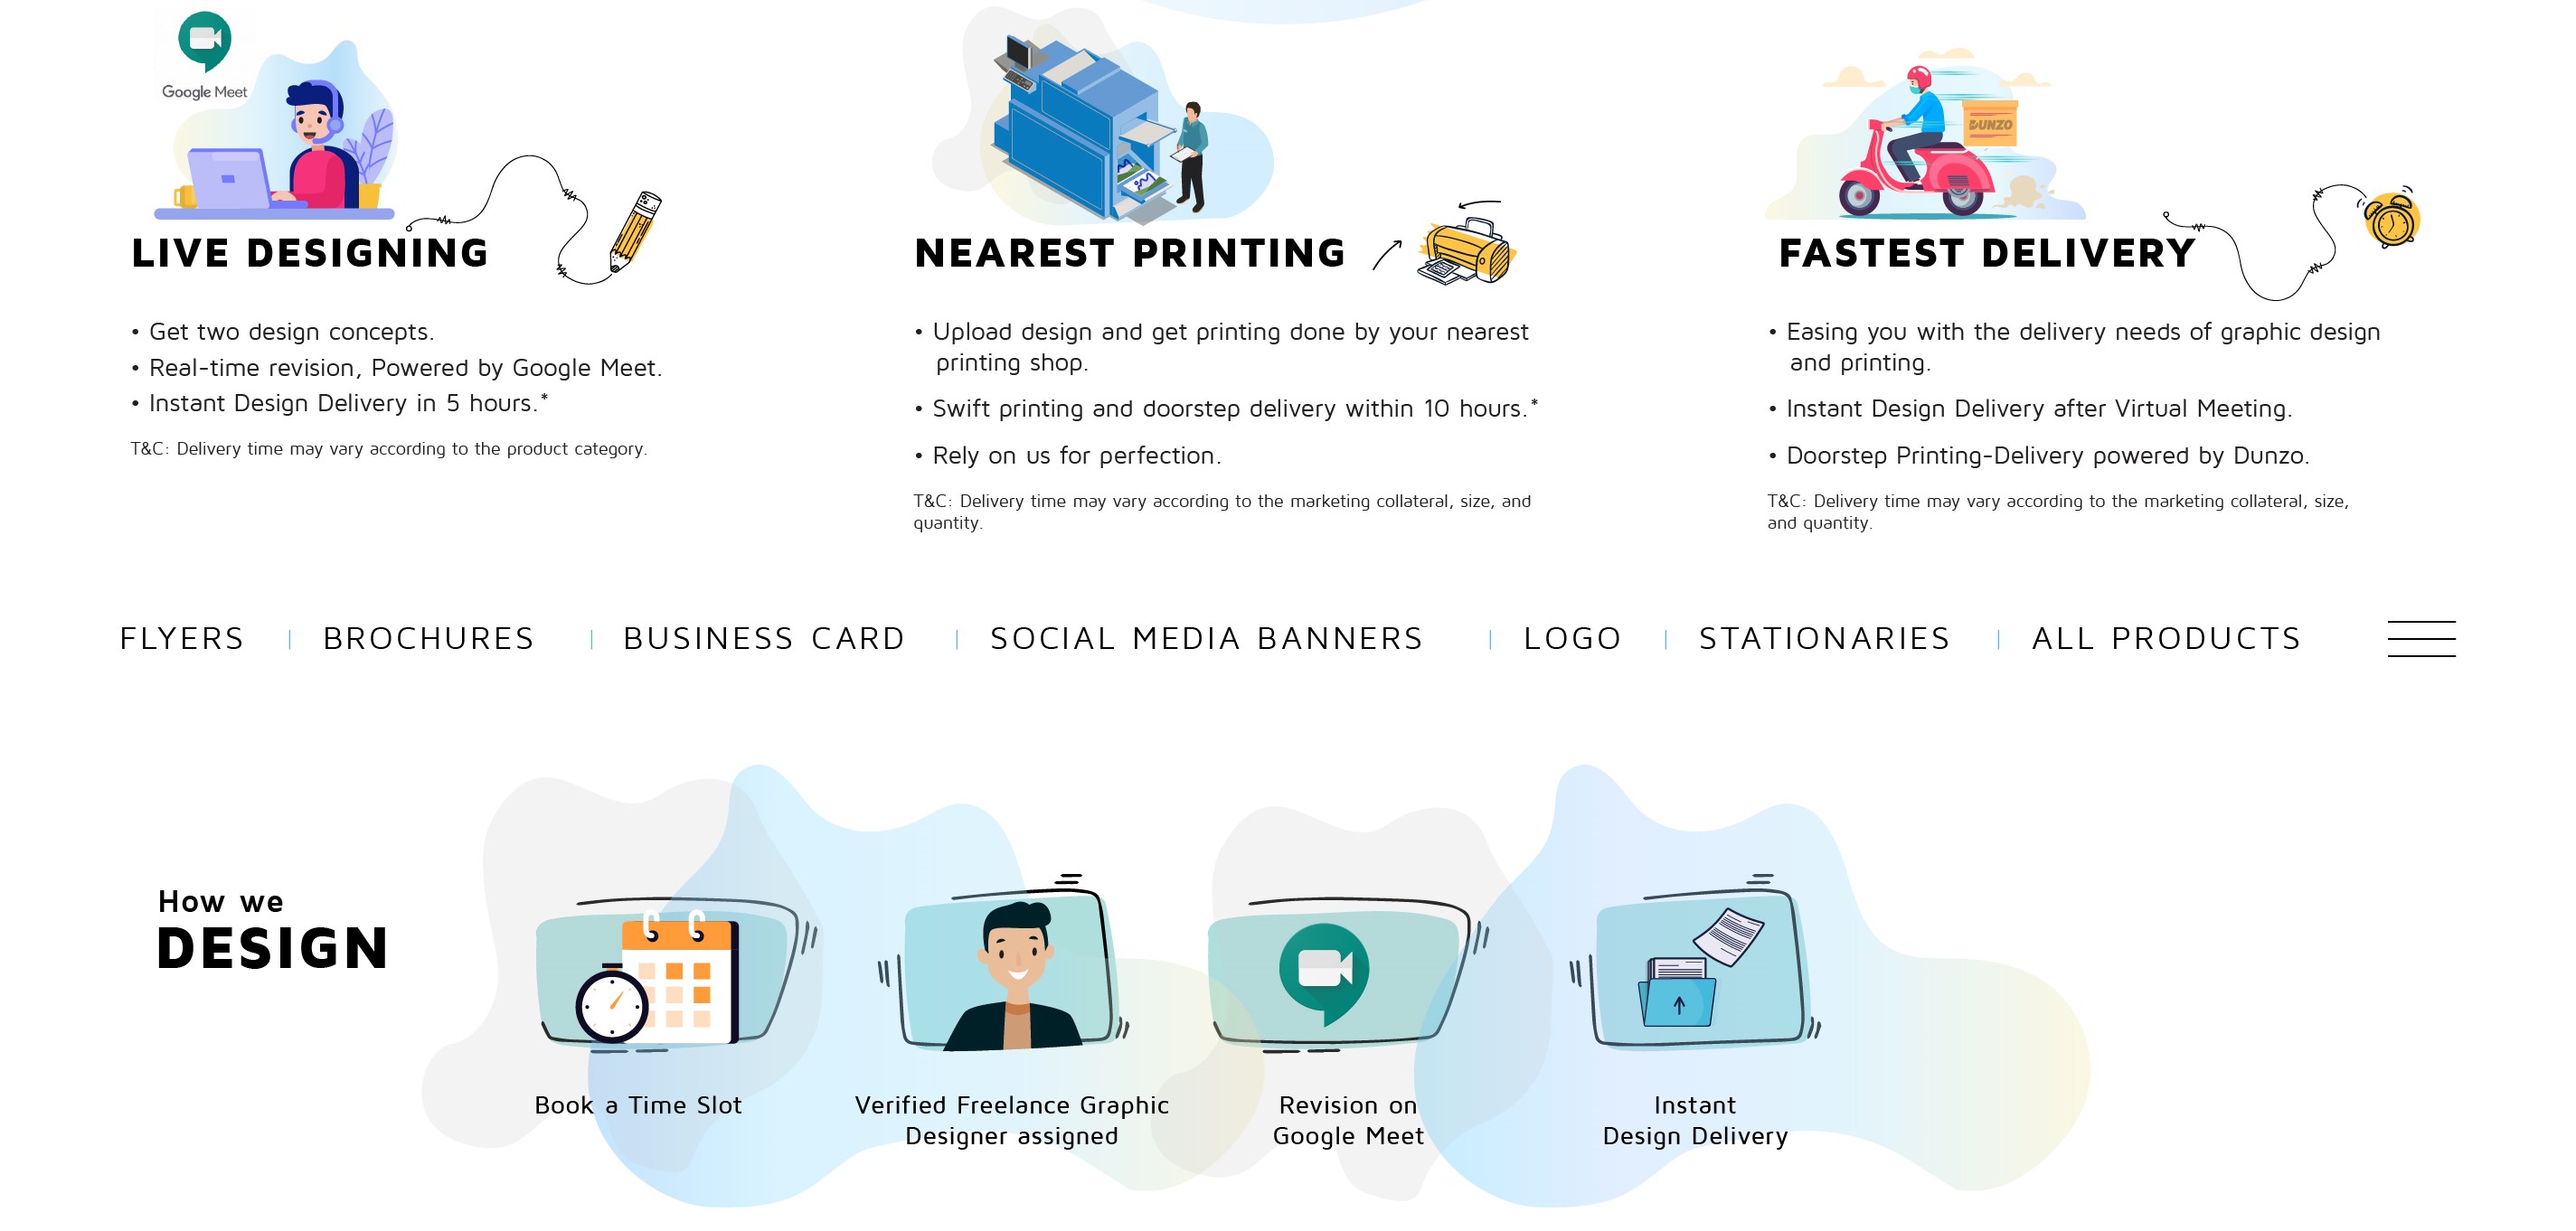 Google Meet
DUNZO
LIVE DESIGNING
• Get two design concepts.
• Real-time revision, Powered by Google Meet.
• Instant Design Delivery in 5 hours.*
T&C: Delivery time may vary according to the product category.
NEAREST PRINTING
• Upload design and get printing done by your nearest
printing shop.
• Swift printing and doorstep delivery within 10 hours.*
• Rely on us for perfection.
T&C: Delivery time may vary according to the marketing collateral, size, and
quantity.
FASTEST DELIVERY
• Easing you with the delivery needs of graphic design
and printing.
• Instant Design Delivery after Virtual Meeting.
• Doorstep Printing-Delivery powered by Dunzo.
T&C: Delivery time may vary according to the marketing collateral, size,
and quantity.
FLYERS | BROCHURES | BUSINESS CARD | SOCIAL MEDIA BANNERS | LOGO | STATIONARIES | ALL PRODUCTS
How we
DESIGN
Book a Time Slot
Verified Freelance Graphic
Designer assigned
Revision on
Google Meet
Instant
Design Delivery